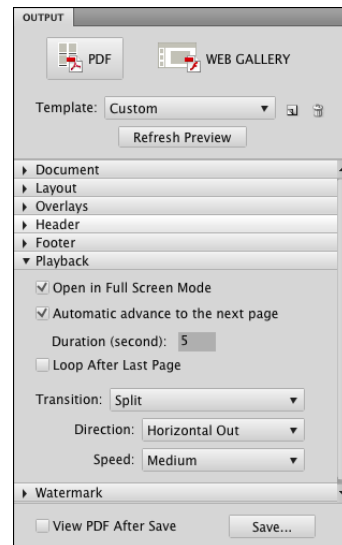 OUTPUT
PDF WEB GALLERY
Template: Custom
Refresh Preview
Document
Layout
Overlays
Header
Footer
Playback
Open in Full Screen Mode
Automatic advance to the next page
Duration (second): 5
Loop After Last Page
Transition: Split
Direction: Horizontal Out
Speed: Medium
Watermark
View PDF After Save Save...